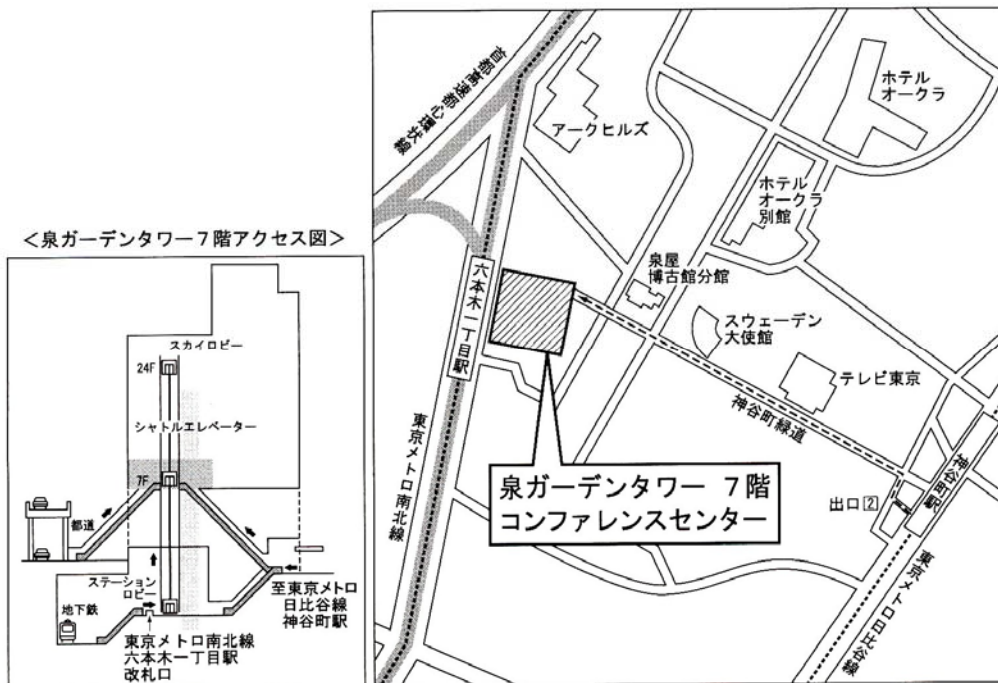 <泉ガーデンタワー7階アクセス図>
スカイロビー
24F
シャトルエレベーター
7F
都道
ステーション
ロビー
地下鉄
東京メトロ南北線
六本木一丁目駅
改札口
至東京メトロ
日比谷線
神谷町駅
首都高速都心環状線
アークヒルズ
ホテル
オークラ
ホテル
オークラ
別館
泉屋
博古館分館
六本木一丁目駅
スウェーデン
大使館
テレビ東京
神谷町緑道
東京メトロ南北線
泉ガーデンタワー 7階
コンファレンスセンター
出口2
神谷町駅
東京メトロ日比谷線